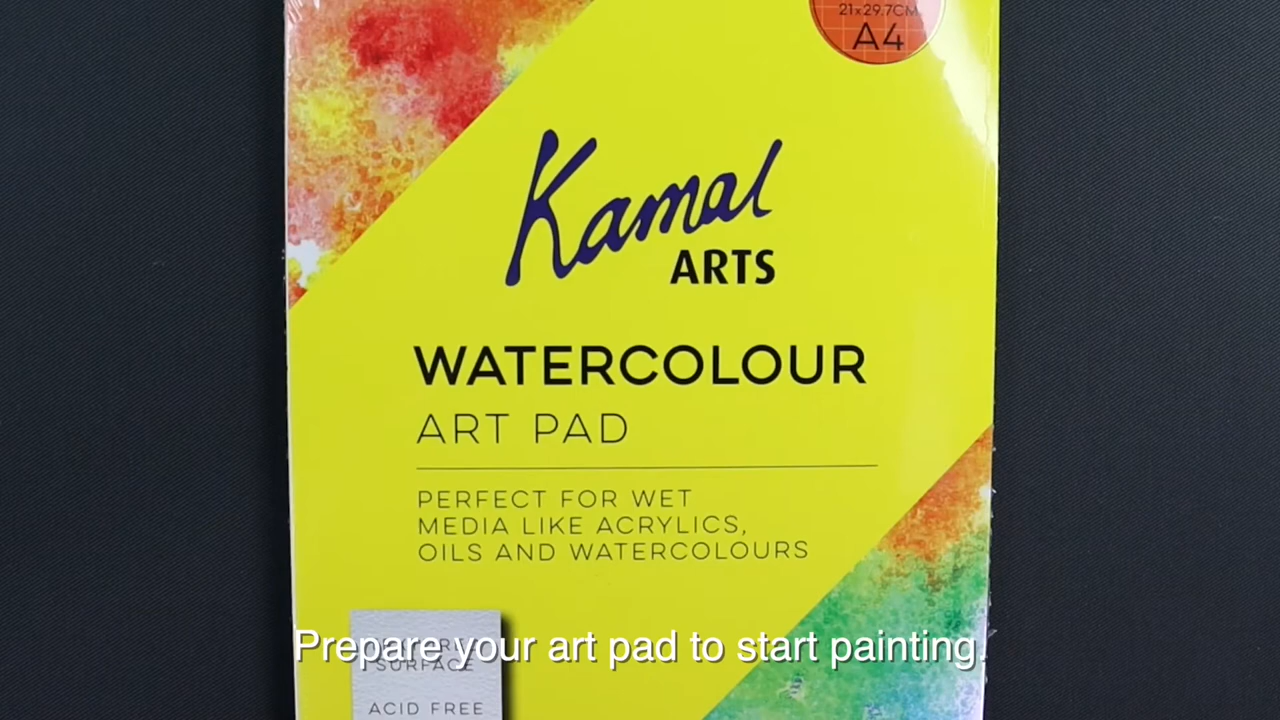 21x29.7CM
A4
Kamal
ARTS
WATERCOLOUR
ART PAD
PERFECT FOR WET
MEDIA LIKE ACRYLICS,
OILS AND WATERCOLOURS
Prepare your art pad to start painting.
SURFACE
ACID FREE